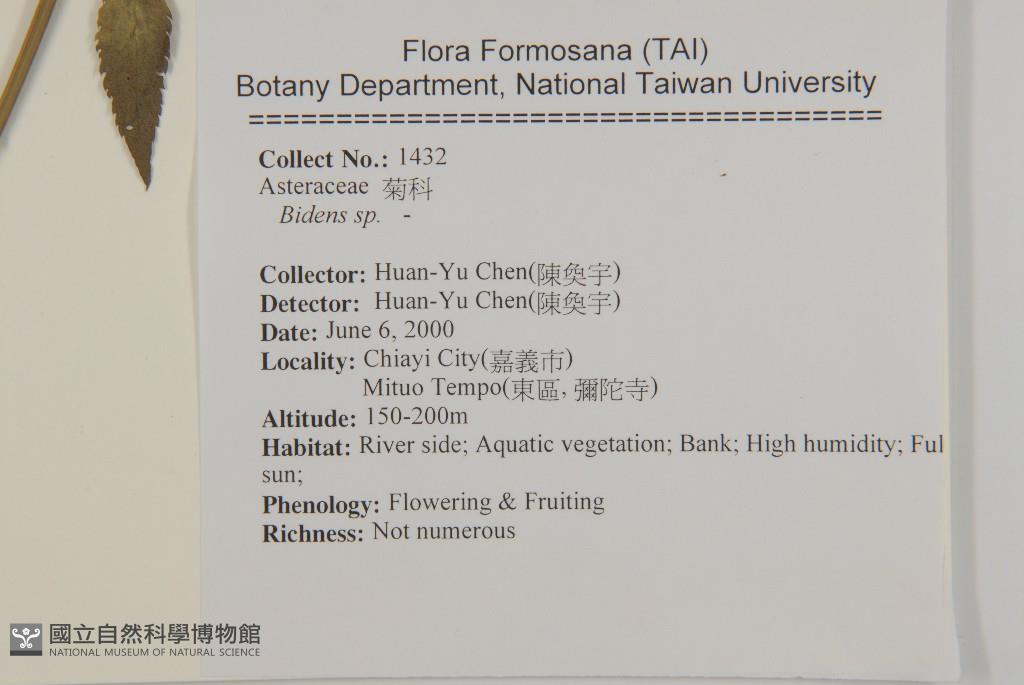 Flora Formosana (TAI)
Botany Department, National Taiwan University
=====================================
Collect No.: 1432
Asteraceae 菊科
Bidens sp. -
Collector: Huan-Yu Chen(陳奐宇)
Detector: Huan-Yu Chen(陳奐宇)
Date: June 6, 2000
Locality: Chiayi City(嘉義市)
Mituo Tempo(東區, 彌陀寺)
Altitude: 150-200m
Habitat: River side; Aquatic vegetation; Bank; High humidity; Ful
sun;
Phenology: Flowering & Fruiting
Richness: Not numerous
國立自然科學博物館
NATIONAL MUSEUM OF NATURAL SCIENCE